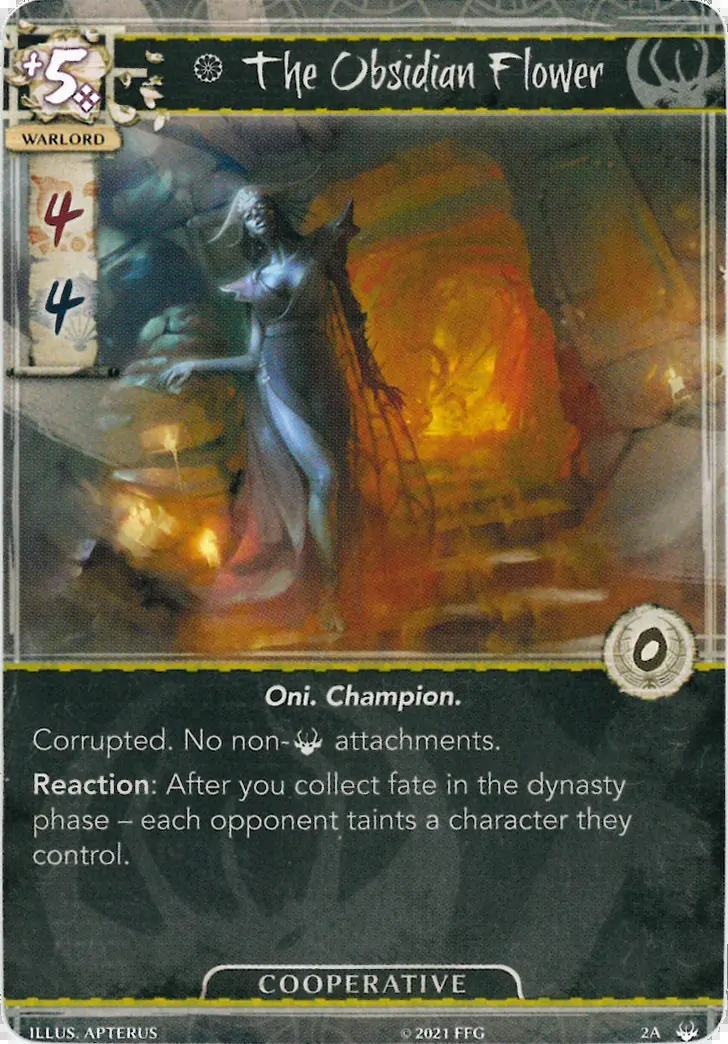 +5
The Obsidian Flower
WARLORD
4
4
0
Oni. Champion.
Corrupted. No non- attachments.
Reaction: After you collect fate in the dynasty
phase – each opponent taints a character they
control.
COOPERATIVE
ILLUS. APTERUS © 2021 FFG 2A